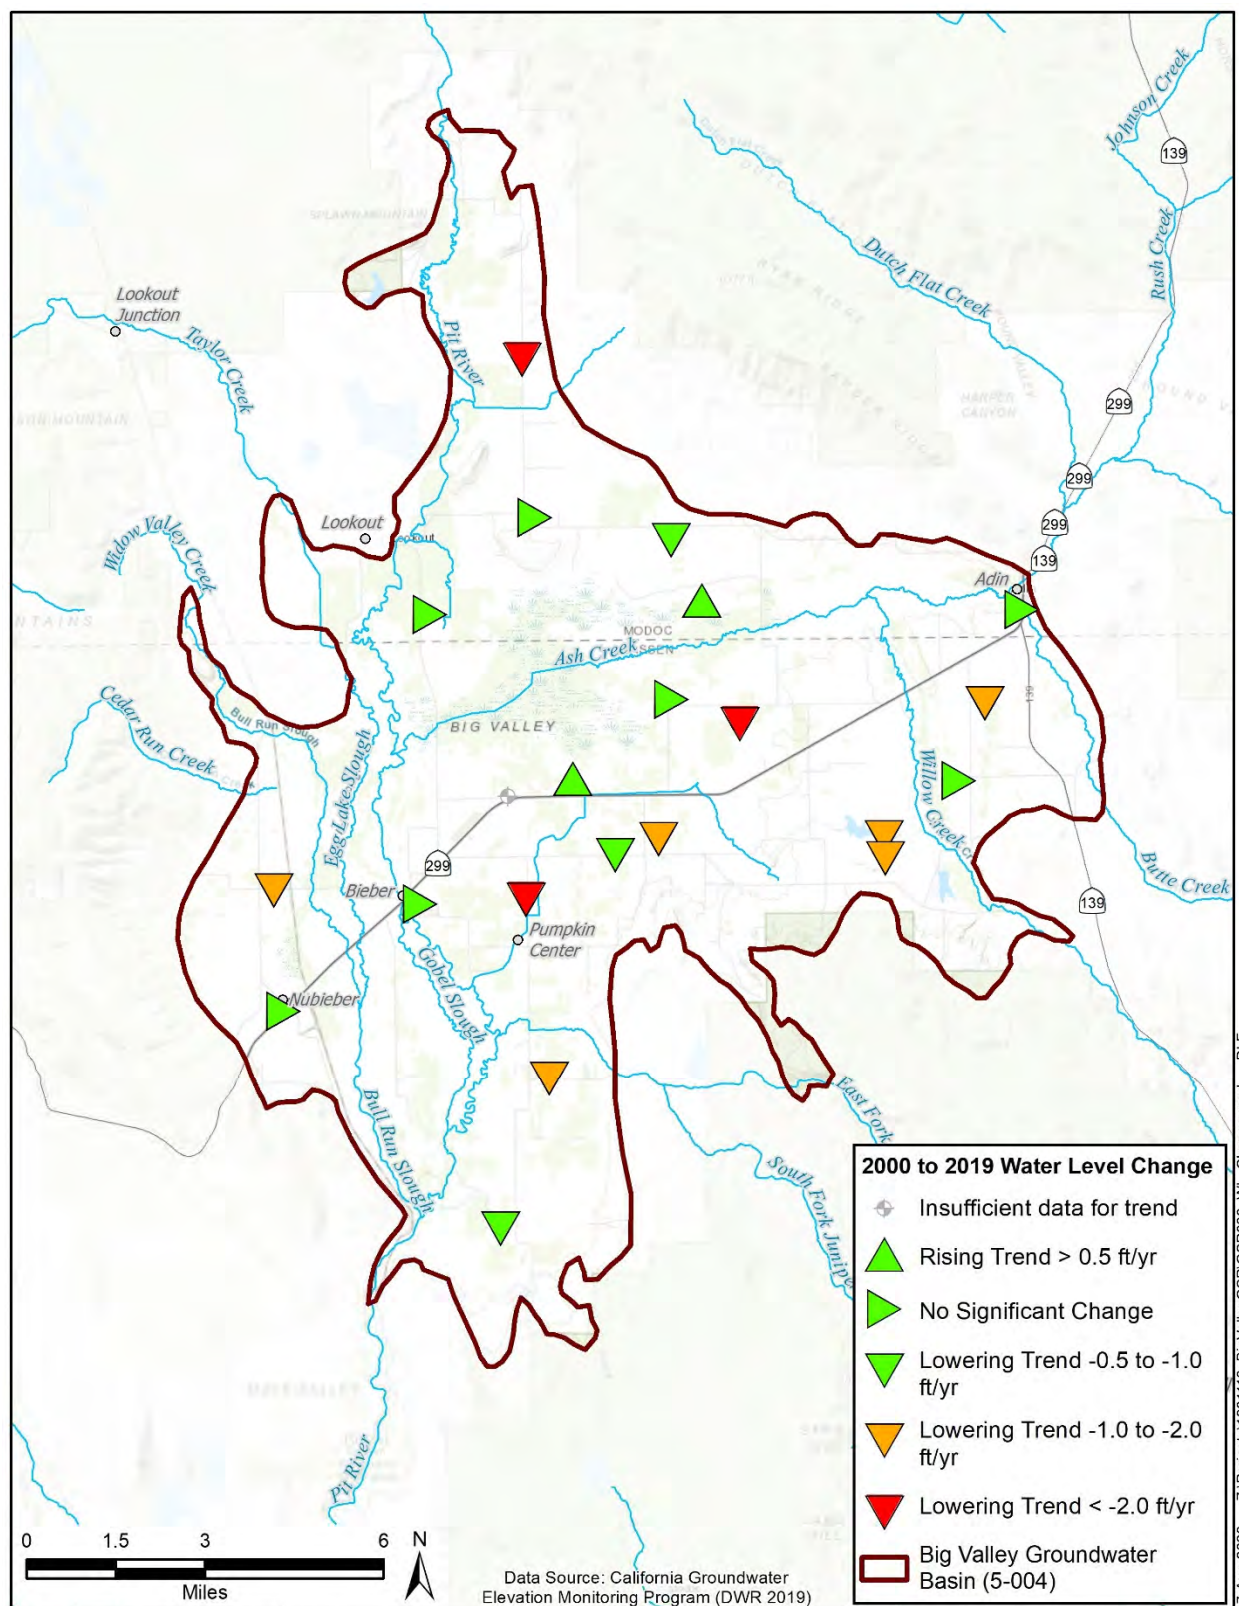 Johnson Creek
139
SPLAWN MOUNTAIN
Dutch Flat Creek
Rush Creek
Lookout
Junction
Taylor Creek
Pit River
299
HARPER
CANYON
299
Lookout
299
139
Widow Valley Creek
Adin
MODOC
LASSEN
Ash Creek
Cedar Run Creek
Bull Run Slough
BIG VALLEY
139
Egg Lake Slough
Willow Creek
299
Bieber
Butte Creek
139
Pumpkin
Center
Gobel Slough
Nubieber
Bull Run Slough
East Fork
South Fork Juniper
Pit River
2000 to 2019 Water Level Change
Insufficient data for trend
Rising Trend > 0.5 ft/yr
No Significant Change
Lowering Trend -0.5 to -1.0
ft/yr
Lowering Trend -1.0 to -2.0
ft/yr
Lowering Trend < -2.0 ft/yr
Big Valley Groundwater
Basin (5-004)
0 1.5 3 6
Miles
N
Data Source: California Groundwater
Elevation Monitoring Program (DWR 2019)